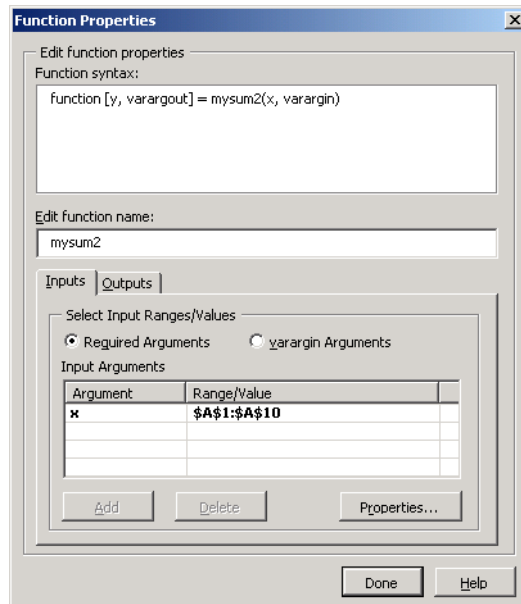 Function Properties
Edit function properties
Function syntax:
function [y, varargout] = mysum2(x, varargin)
Edit function name:
mysum2
Inputs Outputs
Select Input Ranges/Values
Required Arguments varargin Arguments
Input Arguments
Argument Range/Value
x $A$1:$A$10
Add Delete Properties...
Done Help